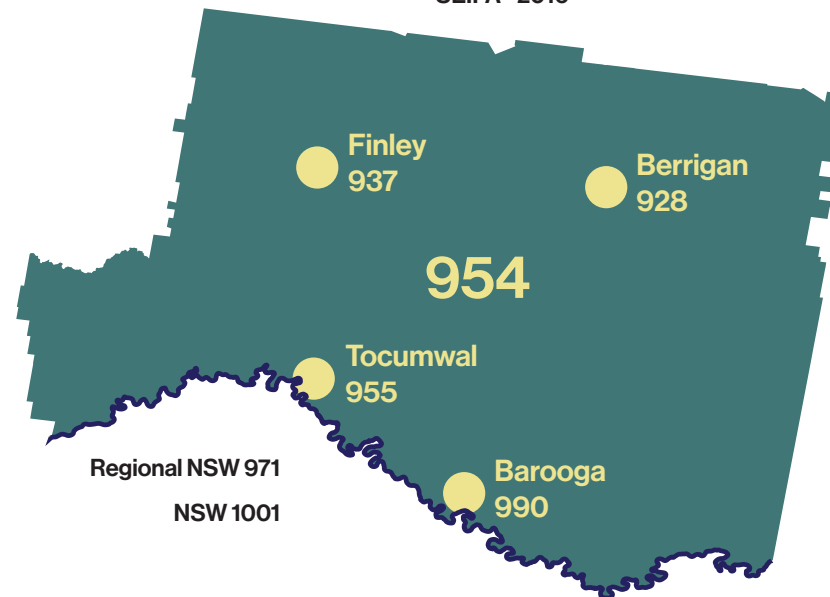 Finley
937
Berrigan
928
954
Tocumwal
955
Regional NSW 971
NSW 1001
Barooga
990